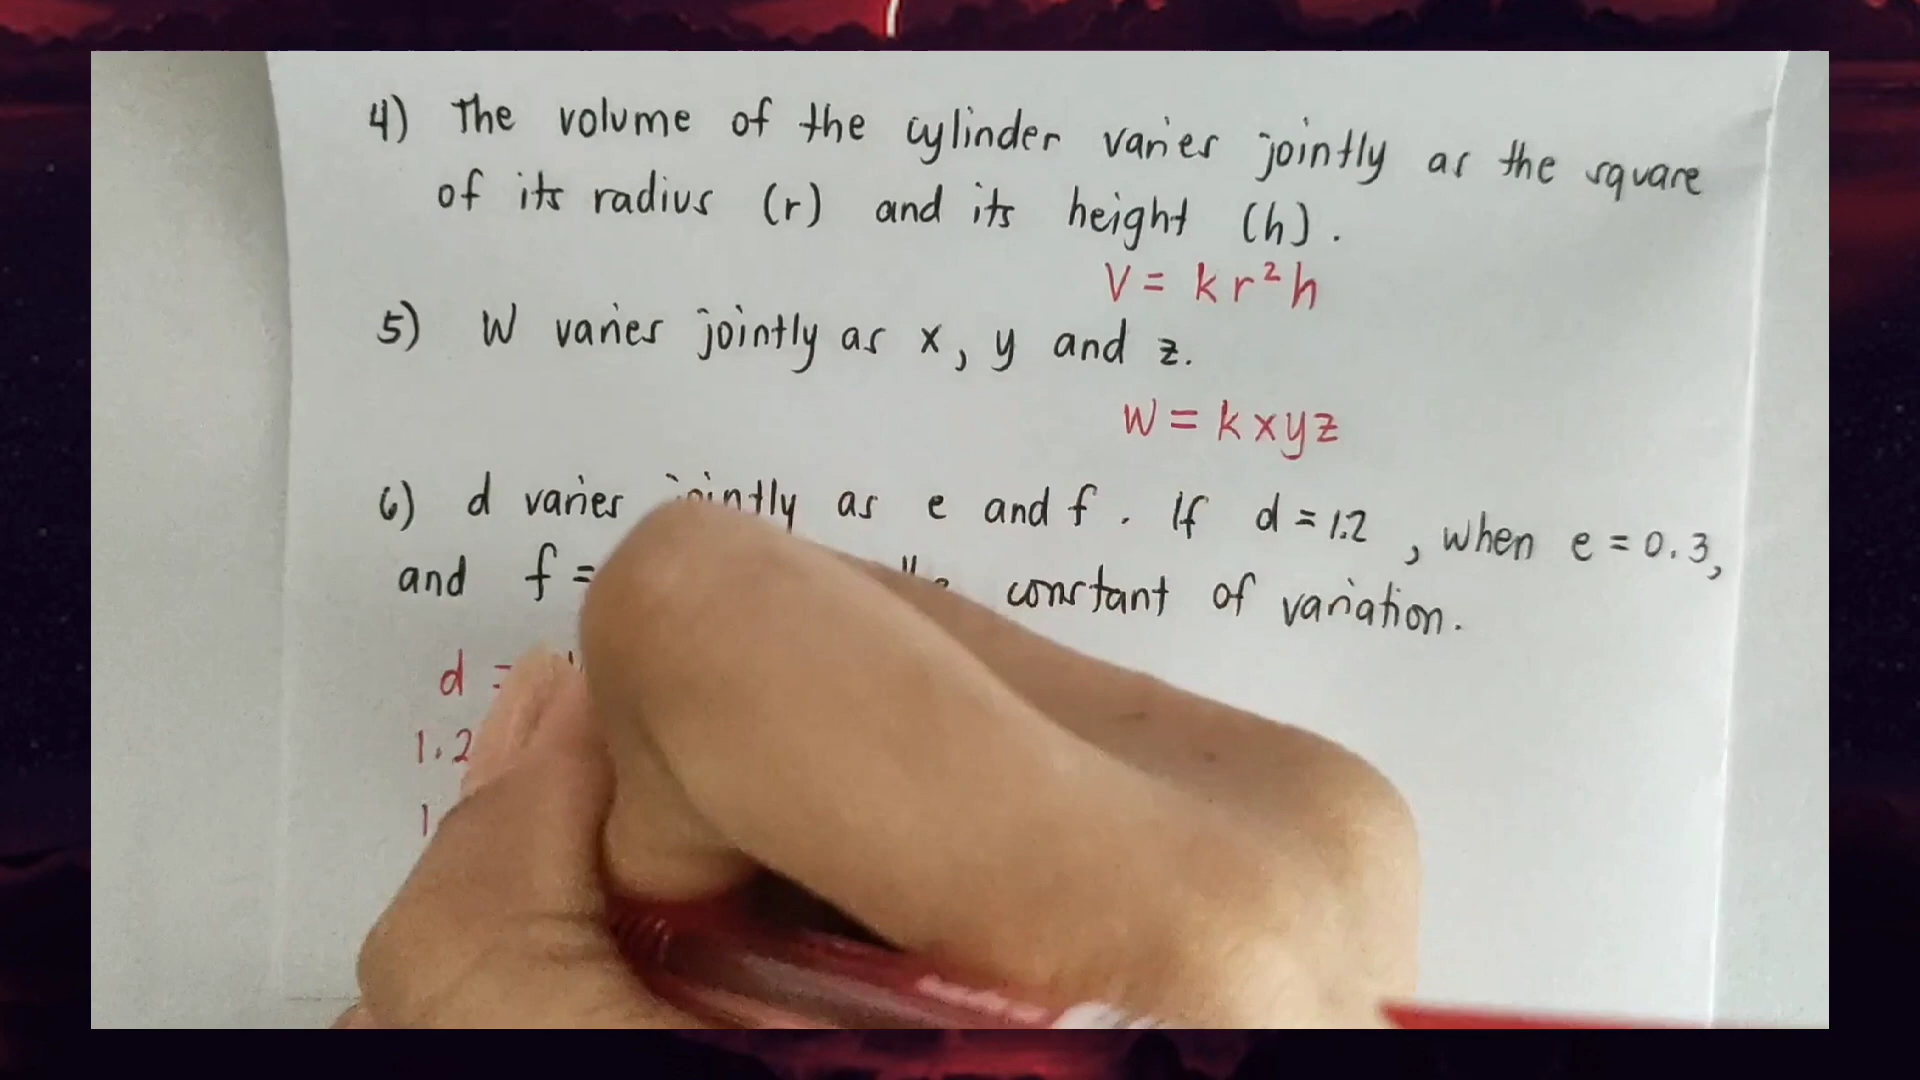 4) The volume of the cylinder varies jointly as the square
of its radius (r) and its height (h).
V = kr²h
5) W varies jointly as x, y and z.
W = kxyz
6) d varies jointly as e and f. If d = 1.2, when e = 0.3,
and f = constant of variation.
d =
1.2
1